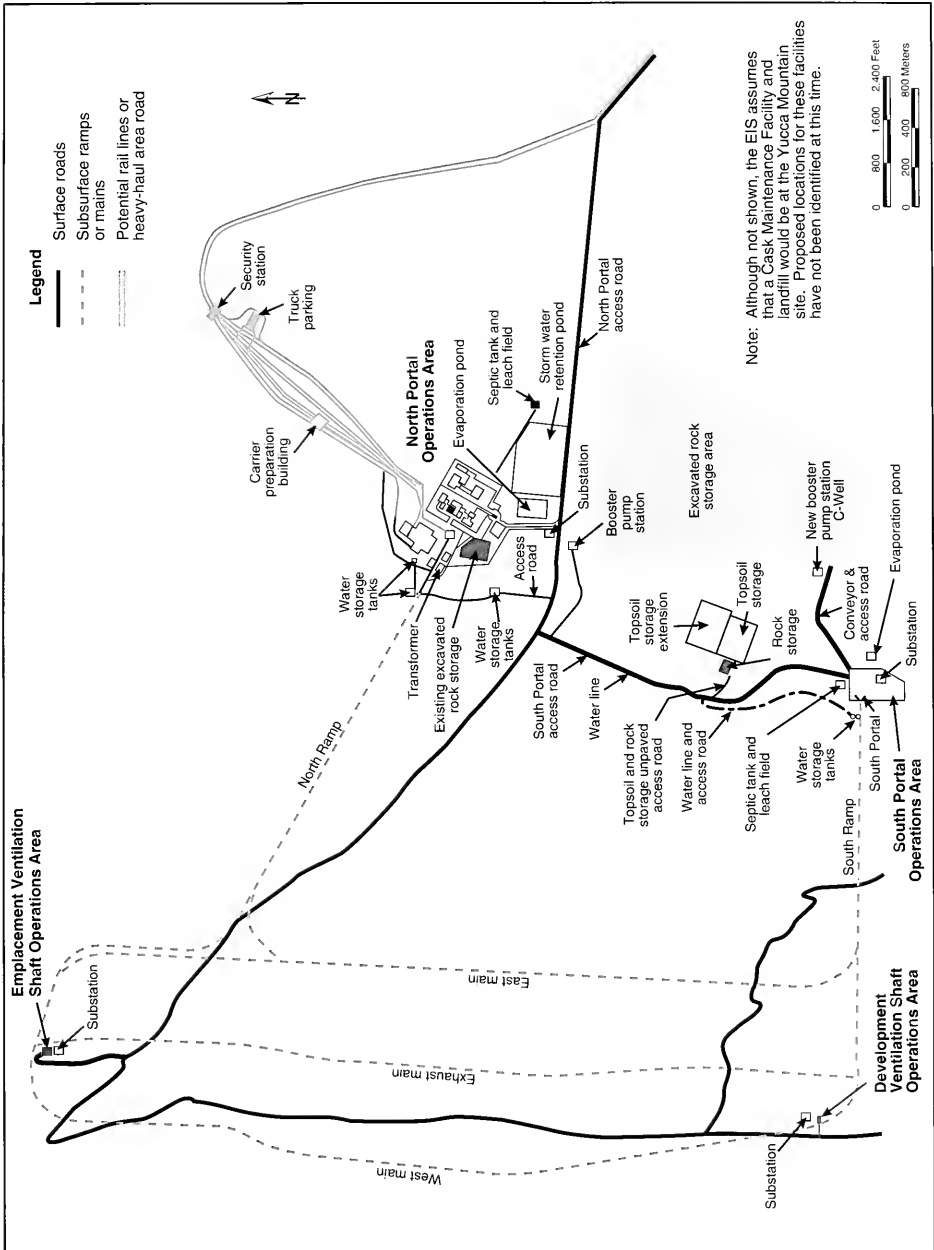 Legend
Surface roads
Subsurface ramps
or mains
Potential rail lines or
heavy-haul area road
N
Emplacement Ventilation
Shaft Operations Area
Substation
Security
station
Truck
parking
Carrier
preparation
building
North Portal
Operations Area
Evaporation pond
Septic tank and
leach field
Storm water
retention pond
North Portal
access road
Water
storage
tanks
Transformer
Existing excavated
rock storage
Water
storage
tanks
Access
road
Substation
Booster
pump
station
North Ramp
South Portal
access road
Water line
Topsoil
storage
extension
Topsoil
storage
Excavated rock
storage area
Rock
storage
New booster
pump station
C-Well
Conveyor &
access road
Evaporation pond
Substation
Topsoil and rock
storage unpaved
access road
Water line and
access road
Septic tank and
leach field
Water
storage
tanks
South Portal
South Portal
Operations Area
South Ramp
East main
Exhaust main
West main
Substation
Development
Ventilation Shaft
Operations Area
Note: Although not shown, the EIS assumes
that a Cask Maintenance Facility and
landfill would be at the Yucca Mountain
site. Proposed locations for these facilities
have not been identified at this time.
0 800 1,600 2,400 Feet
0 200 400 800 Meters